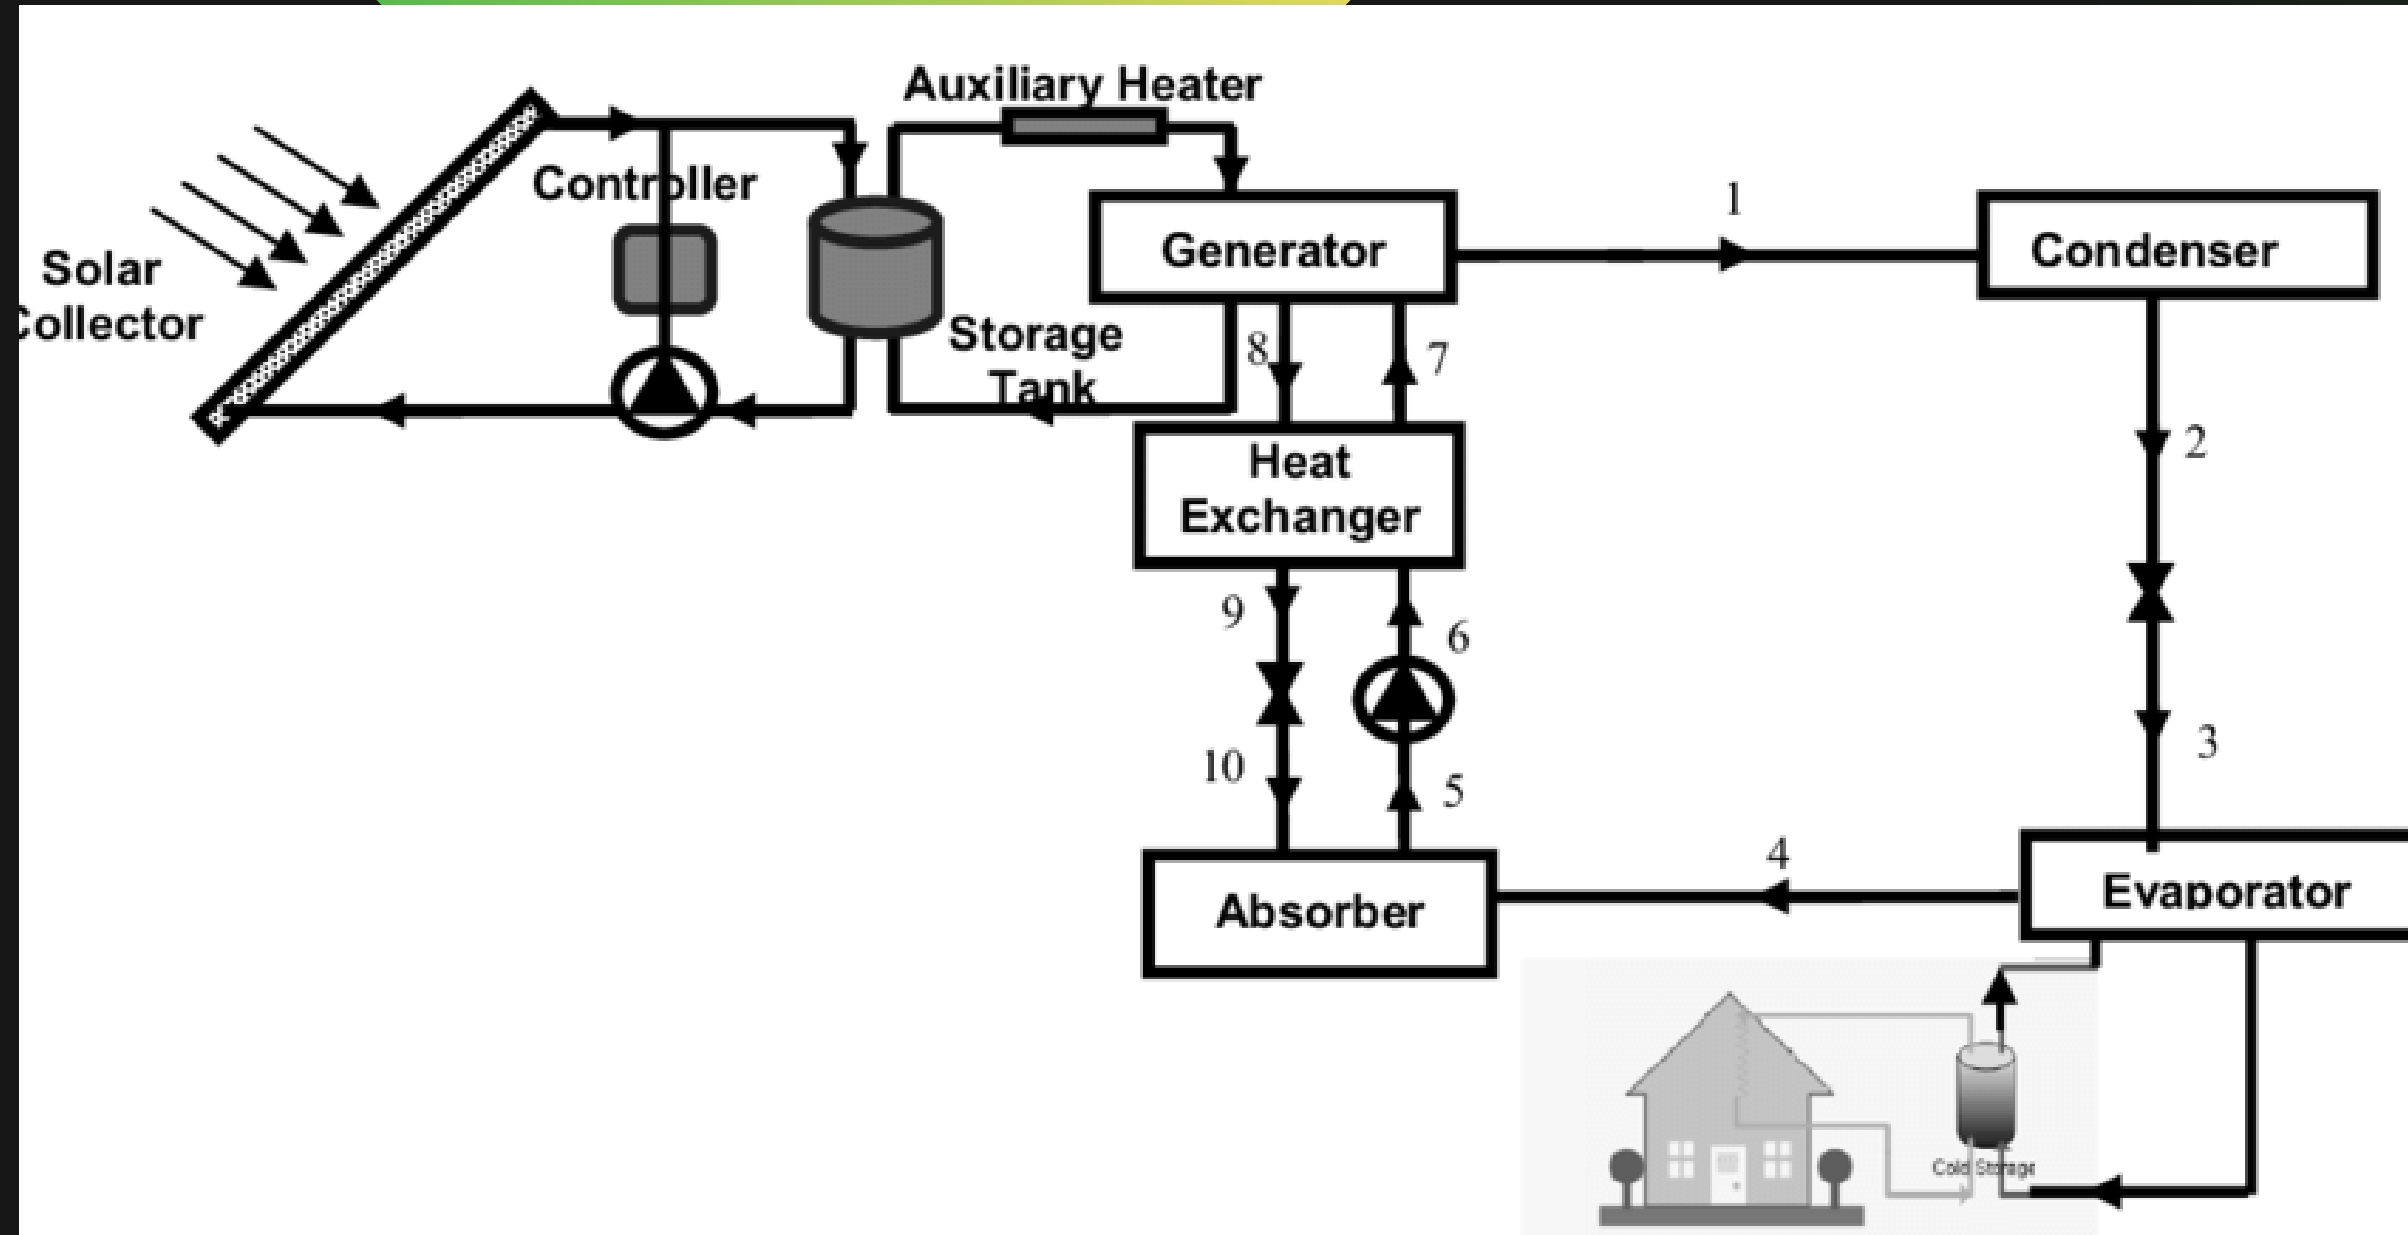 Auxiliary Heater
Controller
Solar
Collector
Storage
Tank
Generator
1
Condenser
8
7
2
Heat
Exchanger
9
6
10
5
3
4
Absorber
Evaporator
Cold Storage